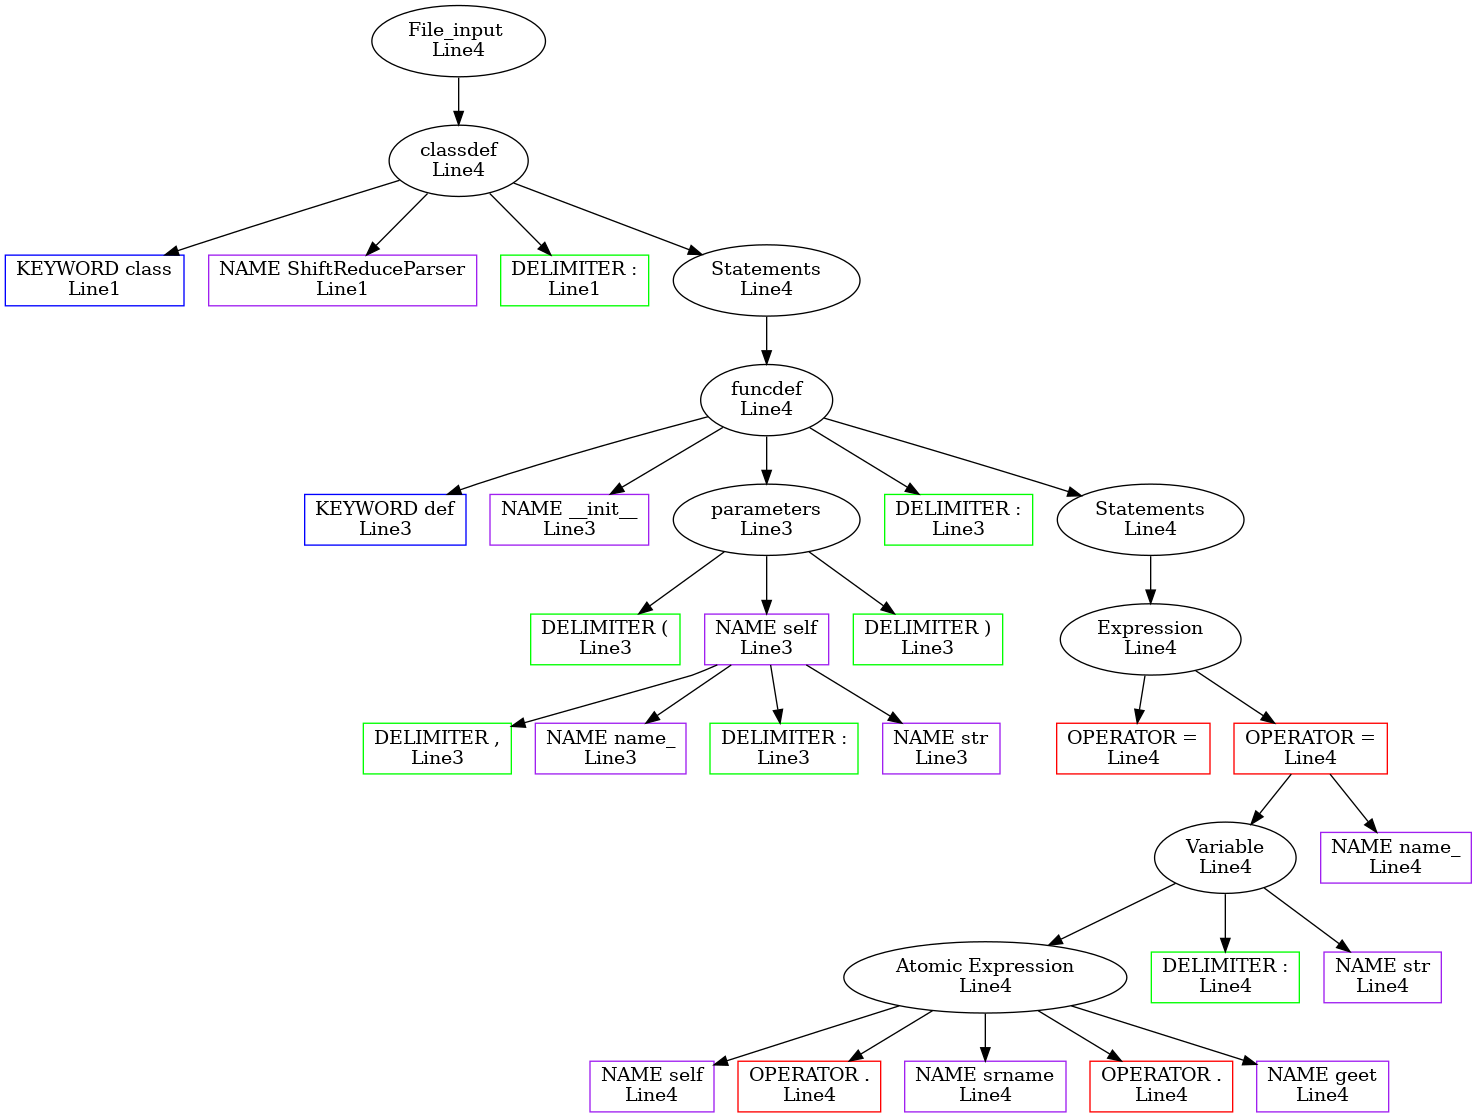 File_input
Line4
classdef
Line4
KEYWORD class
Line1
NAME ShiftReduceParser
Line1
DELIMITER :
Line1
Statements
Line4
funcdef
Line4
KEYWORD def
Line3
NAME __init__
Line3
parameters
Line3
DELIMITER :
Line3
Statements
Line4
DELIMITER (
Line3
NAME self
Line3
DELIMITER )
Line3
Expression
Line4
DELIMITER ,
Line3
NAME name_
Line3
DELIMITER :
Line3
NAME str
Line3
OPERATOR =
Line4
OPERATOR =
Line4
Variable
Line4
NAME name_
Line4
Atomic Expression
Line4
DELIMITER :
Line4
NAME str
Line4
NAME self
Line4
OPERATOR .
Line4
NAME srname
Line4
OPERATOR .
Line4
NAME geet
Line4